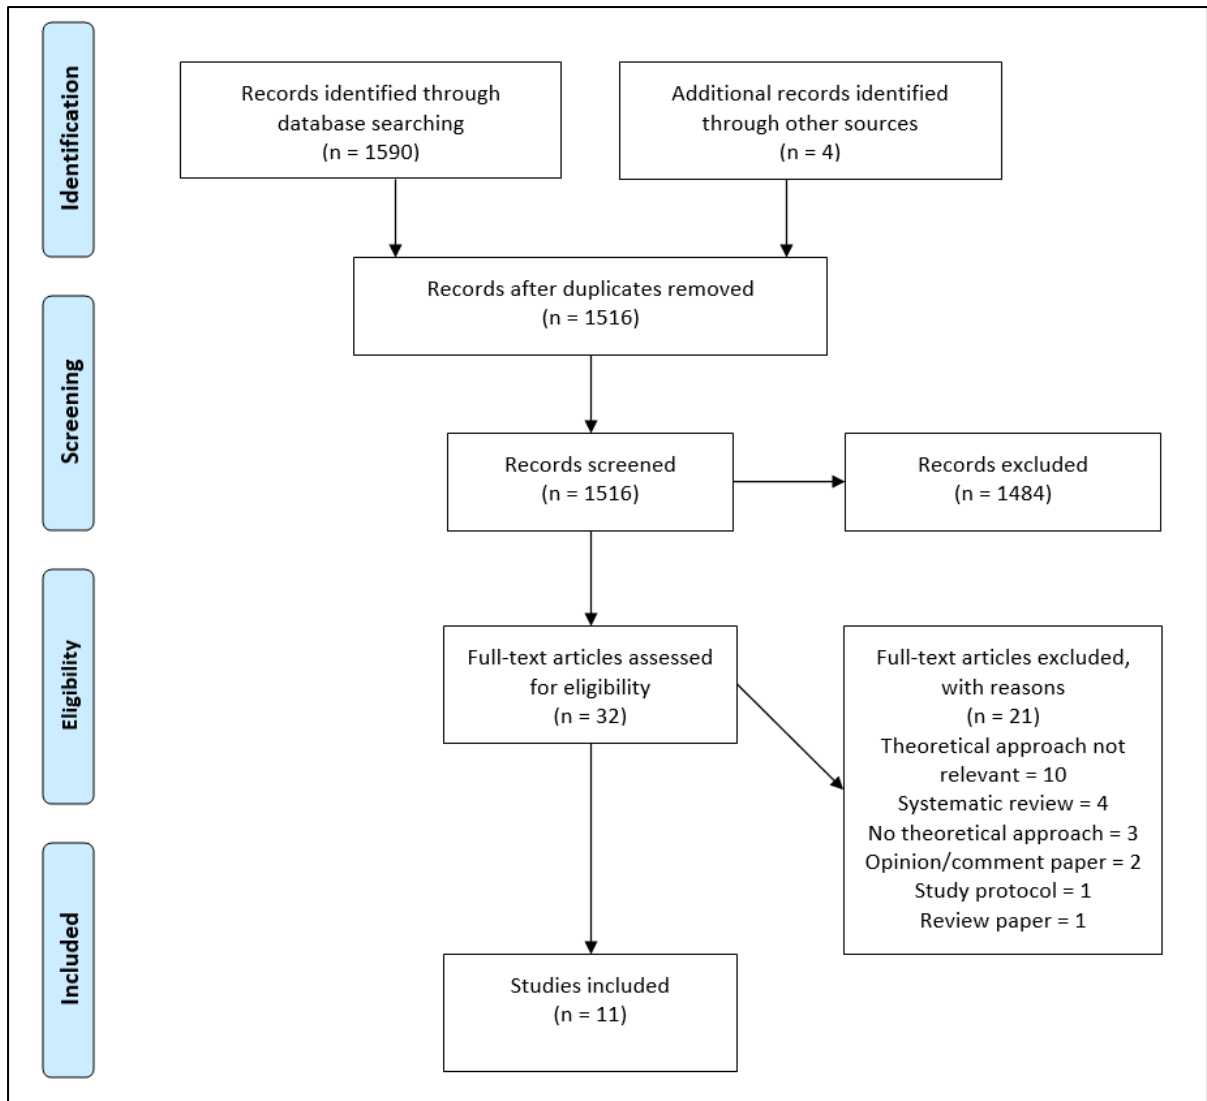 Identification
Records identified through
database searching
(n = 1590)
Additional records identified
through other sources
(n = 4)
Records after duplicates removed
(n = 1516)
Screening
Records screened
(n = 1516)
Records excluded
(n = 1484)
Eligibility
Full-text articles assessed
for eligibility
(n = 32)
Full-text articles excluded,
with reasons
(n = 21)
Theoretical approach not
relevant = 10
Systematic review = 4
No theoretical approach = 3
Opinion/comment paper = 2
Study protocol = 1
Review paper = 1
Included
Studies included
(n = 11)